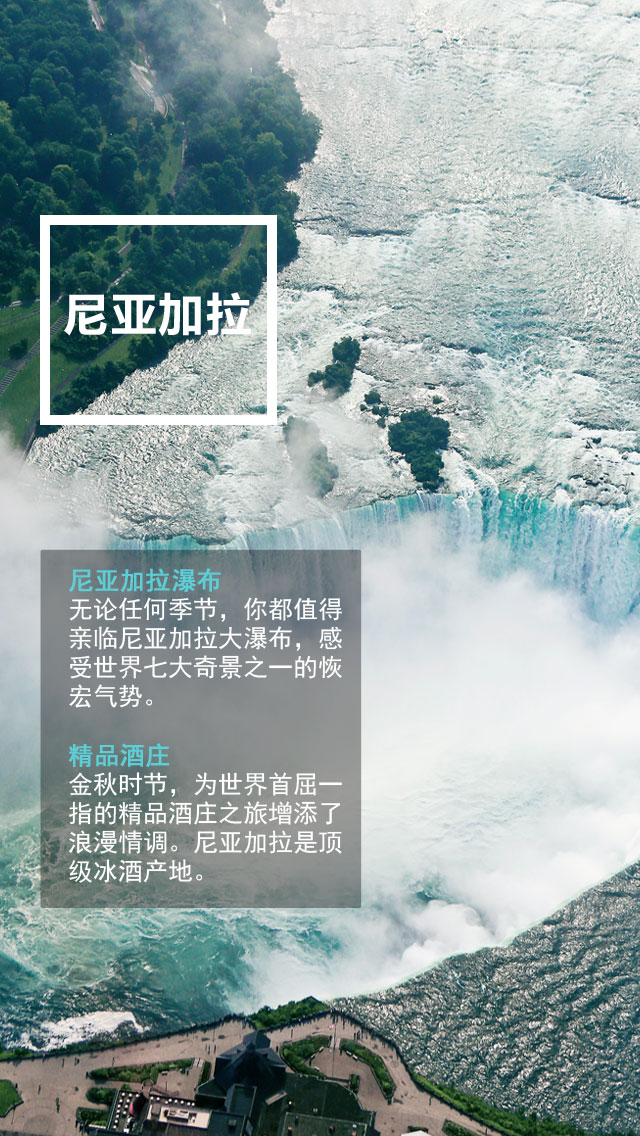 尼亚加拉
尼亚加拉瀑布
无论任何季节，你都值得
亲临尼亚加拉大瀑布，感
受世界七大奇景之一的恢
宏气势。
精品酒庄
金秋时节，为世界首屈一
指的精品酒庄之旅增添了
浪漫情调。尼亚加拉是顶
级冰酒产地。